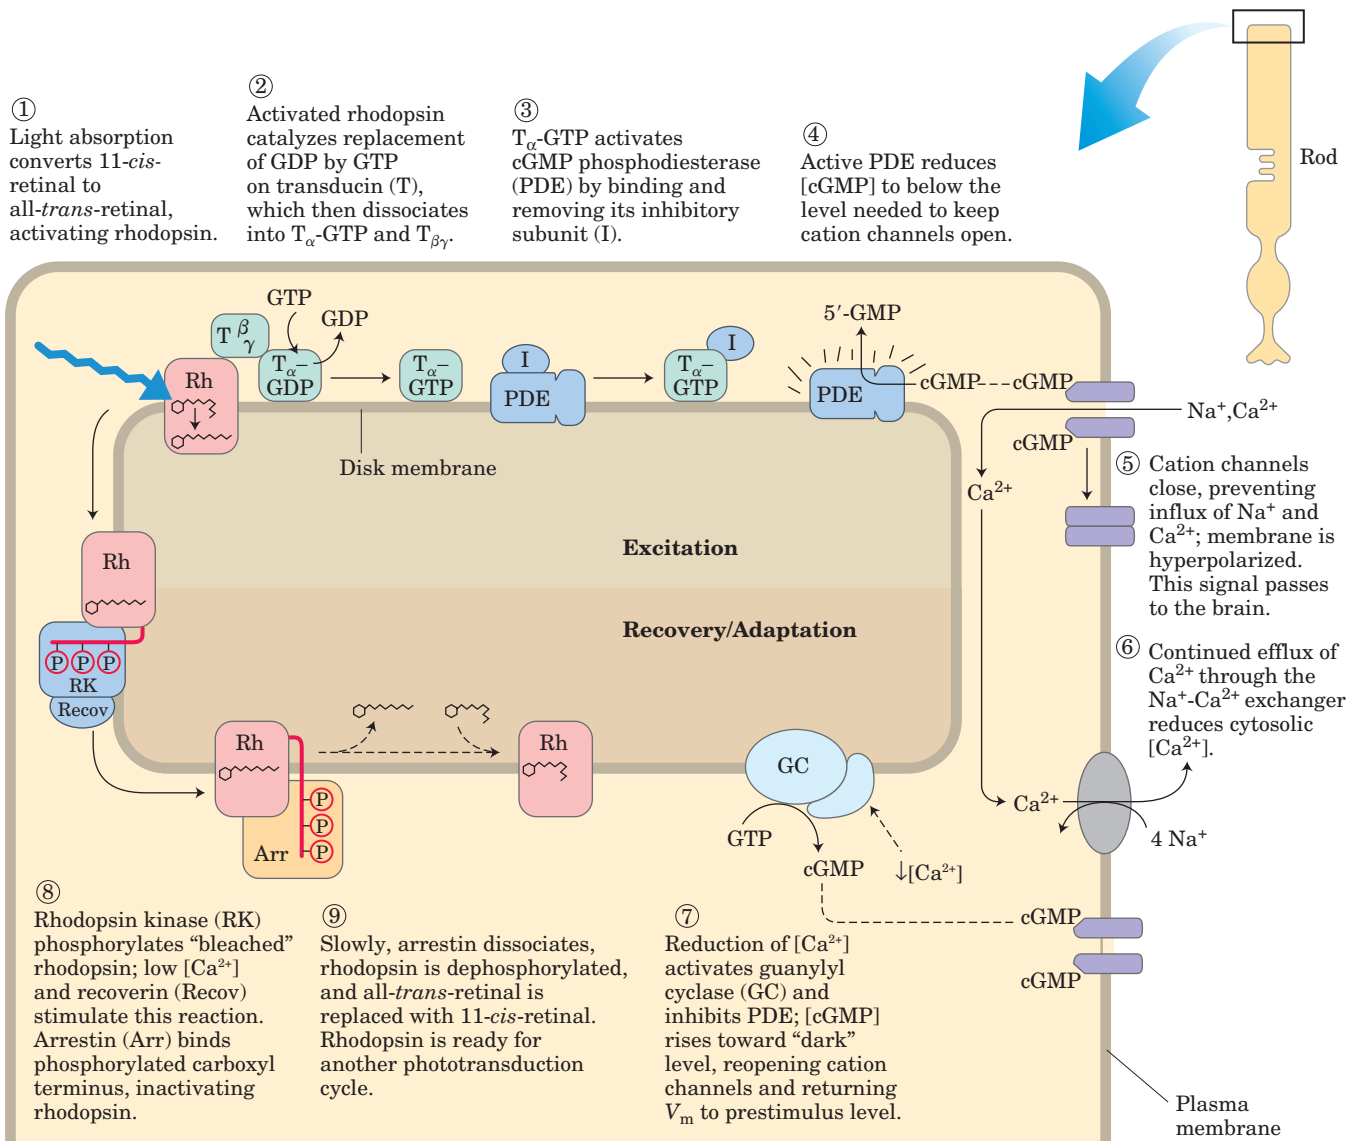 ①
Light absorption
converts 11-cis-
retinal to
all-trans-retinal,
activating rhodopsin.
②
Activated rhodopsin
catalyzes replacement
of GDP by GTP
on transducin (T),
which then dissociates
into Tα-GTP and Tβγ.
③
Tα-GTP activates
cGMP phosphodiesterase
(PDE) by binding and
removing its inhibitory
subunit (I).
④
Active PDE reduces
[cGMP] to below the
level needed to keep
cation channels open.
Rod
GTP
GDP
T β
γ
Tα–
GDP
Rh
Tα–
GTP
I
PDE
I
Tα–
GTP
5′-GMP
PDE
cGMP
cGMP
Na⁺,Ca²⁺
cGMP
Disk membrane
Ca²⁺
⑤ Cation channels
close, preventing
influx of Na⁺ and
Ca²⁺; membrane is
hyperpolarized.
This signal passes
to the brain.
Excitation
Rh
Recovery/Adaptation
P P P
RK
Recov
⑥ Continued efflux of
Ca²⁺ through the
Na⁺-Ca²⁺ exchanger
reduces cytosolic
[Ca²⁺].
Rh
Rh
GC
P
P
P
Arr
Ca²⁺
4 Na⁺
GTP
cGMP
↓[Ca²⁺]
cGMP
cGMP
⑧
Rhodopsin kinase (RK)
phosphorylates “bleached”
rhodopsin; low [Ca²⁺]
and recoverin (Recov)
stimulate this reaction.
Arrestin (Arr) binds
phosphorylated carboxyl
terminus, inactivating
rhodopsin.
⑨
Slowly, arrestin dissociates,
rhodopsin is dephosphorylated,
and all-trans-retinal is
replaced with 11-cis-retinal.
Rhodopsin is ready for
another phototransduction
cycle.
⑦
Reduction of [Ca²⁺]
activates guanylyl
cyclase (GC) and
inhibits PDE; [cGMP]
rises toward “dark”
level, reopening cation
channels and returning
Vm to prestimulus level.
Plasma
membrane